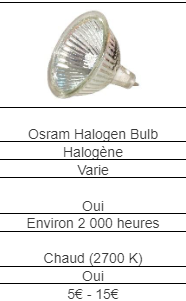 Osram Halogen Bulb
Halogène
Varie
Oui
Environ 2 000 heures
Chaud (2700 K)
Oui
5€ - 15€